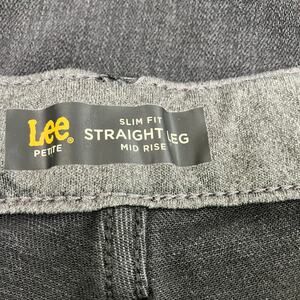 Lee®
PETITE
SLIM FIT
STRAIGHT LEG
MID RISE